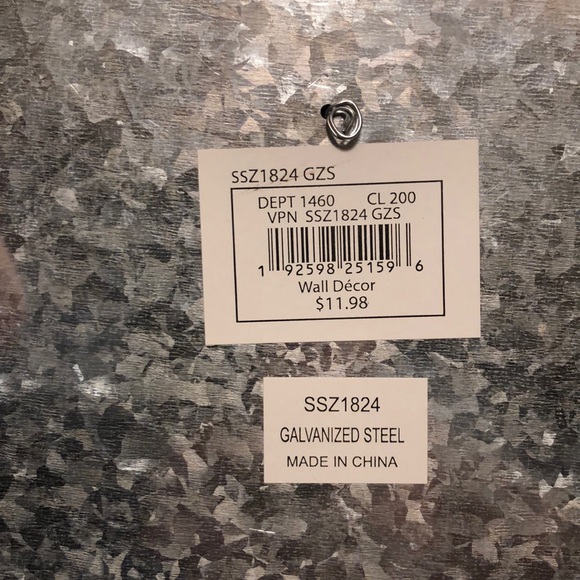 SSZ1824 GZS
DEPT 1460 CL 200
VPN SSZ1824 GZS
1 92598 25159 6
Wall Décor
$11.98
SSZ1824
GALVANIZED STEEL
MADE IN CHINA